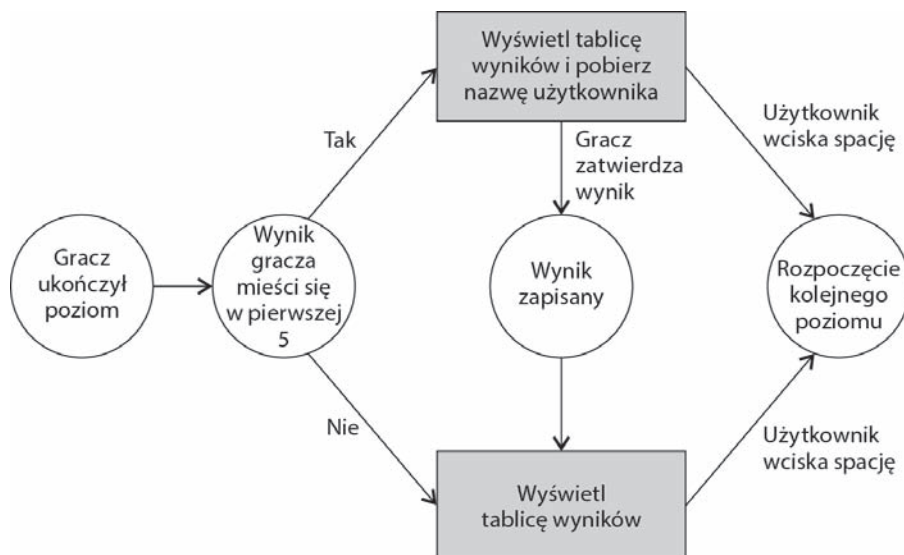 Wyświetl tablicę
wyników i pobierz
nazwę użytkownika
Tak
Gracz
zatwierdza
wynik
Użytkownik
wciska spację
Gracz
ukończył
poziom
Wynik
gracza
mieści się
w pierwszej
5
Wynik
zapisany
Rozpoczęcie
kolejnego
poziomu
Nie
Użytkownik
wciska spację
Wyświetl
tablicę wyników